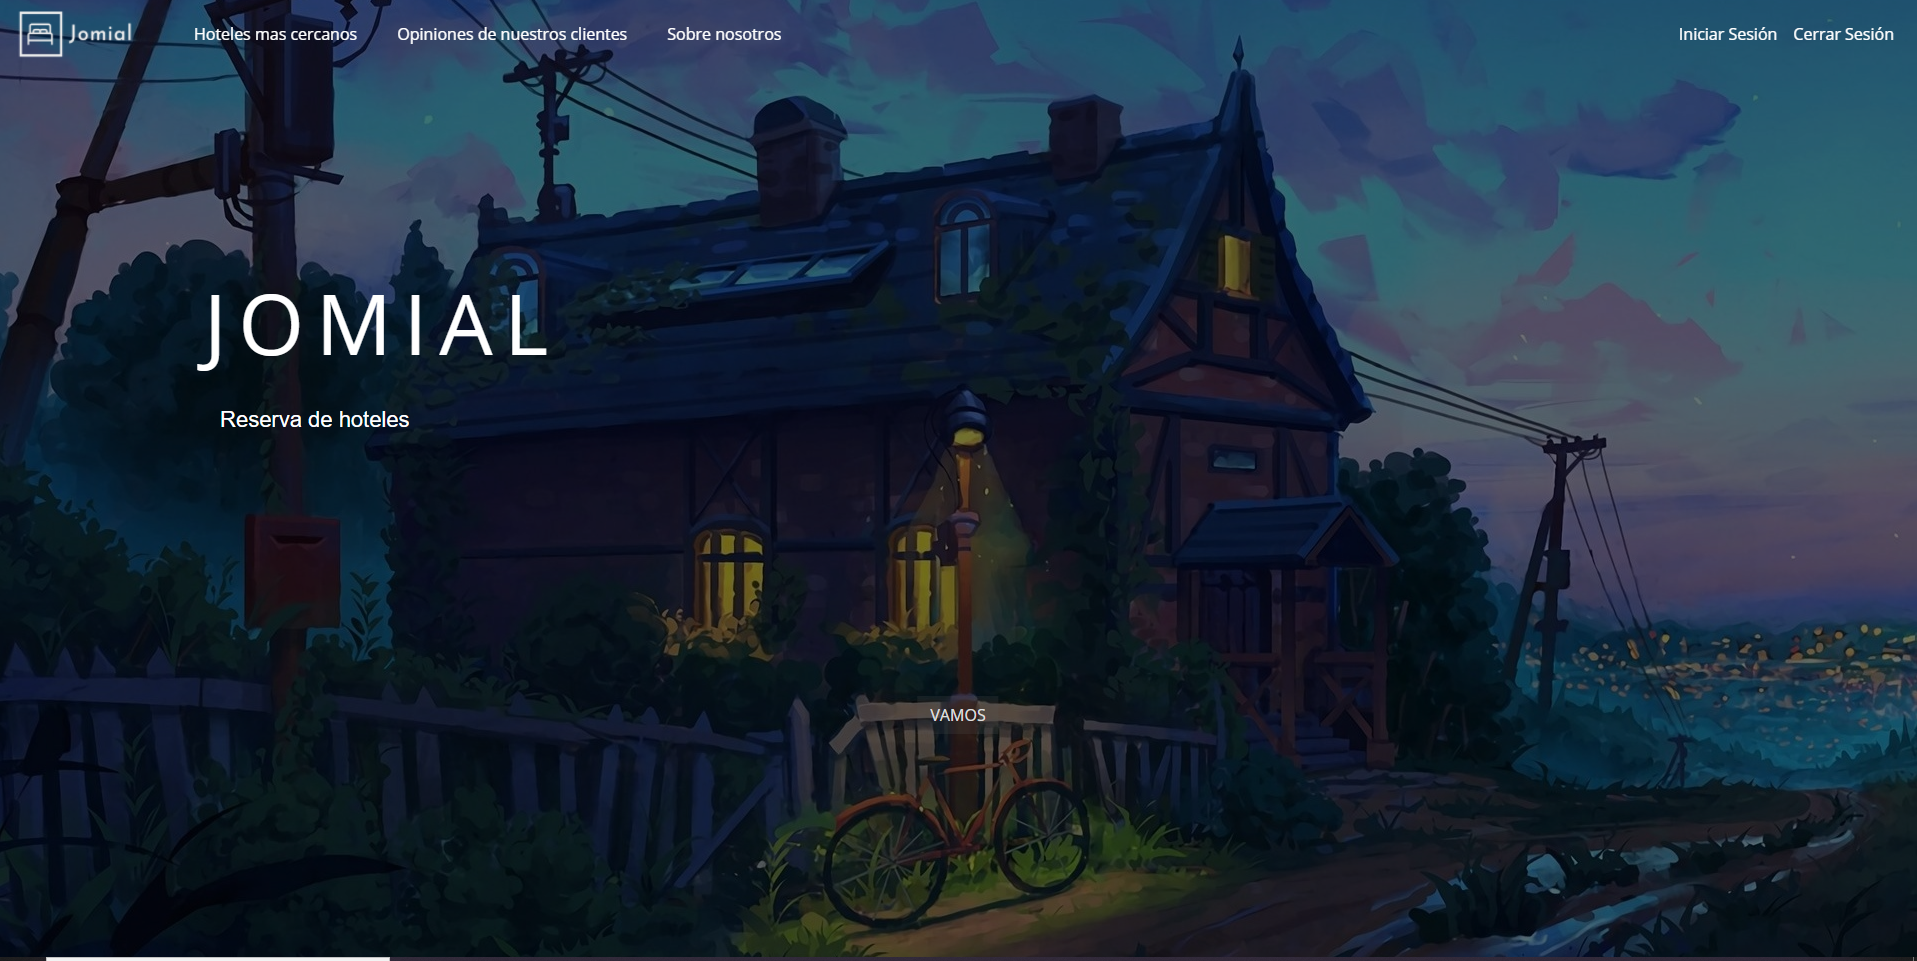 Jomial
Hoteles mas cercanos
Opiniones de nuestros clientes
Sobre nosotros
Iniciar Sesión
Cerrar Sesión
JOMIAL
Reserva de hoteles
VAMOS